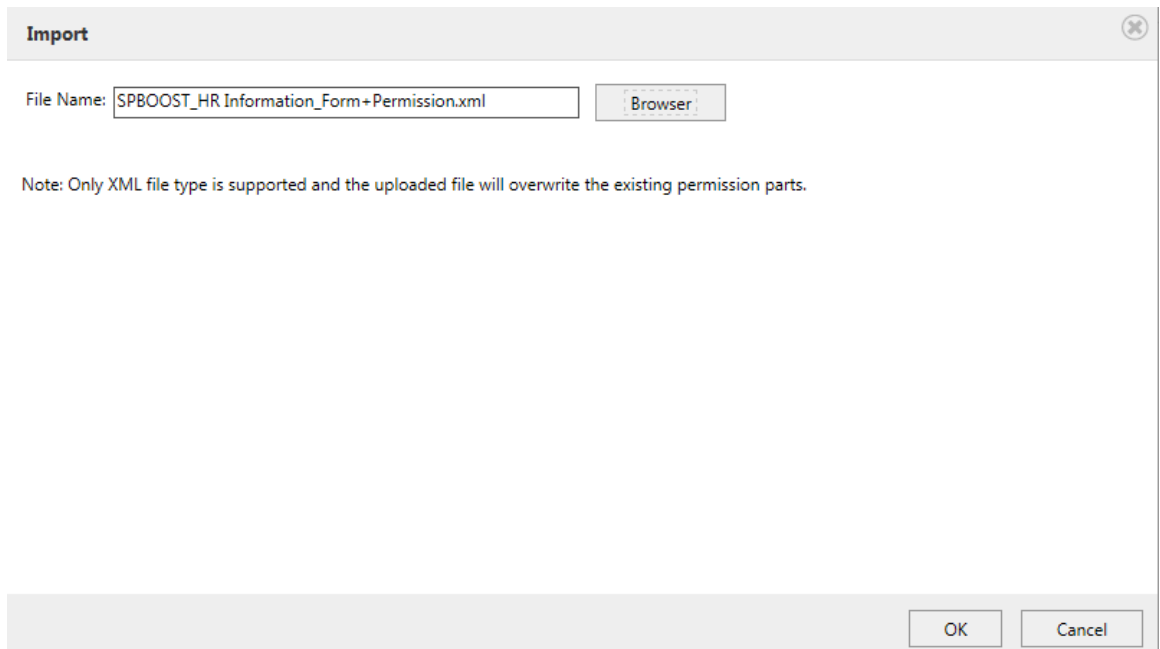 Import
File Name: SPBOOST_HR Information_Form+Permission.xml Browser
Note: Only XML file type is supported and the uploaded file will overwrite the existing permission parts.
OK Cancel